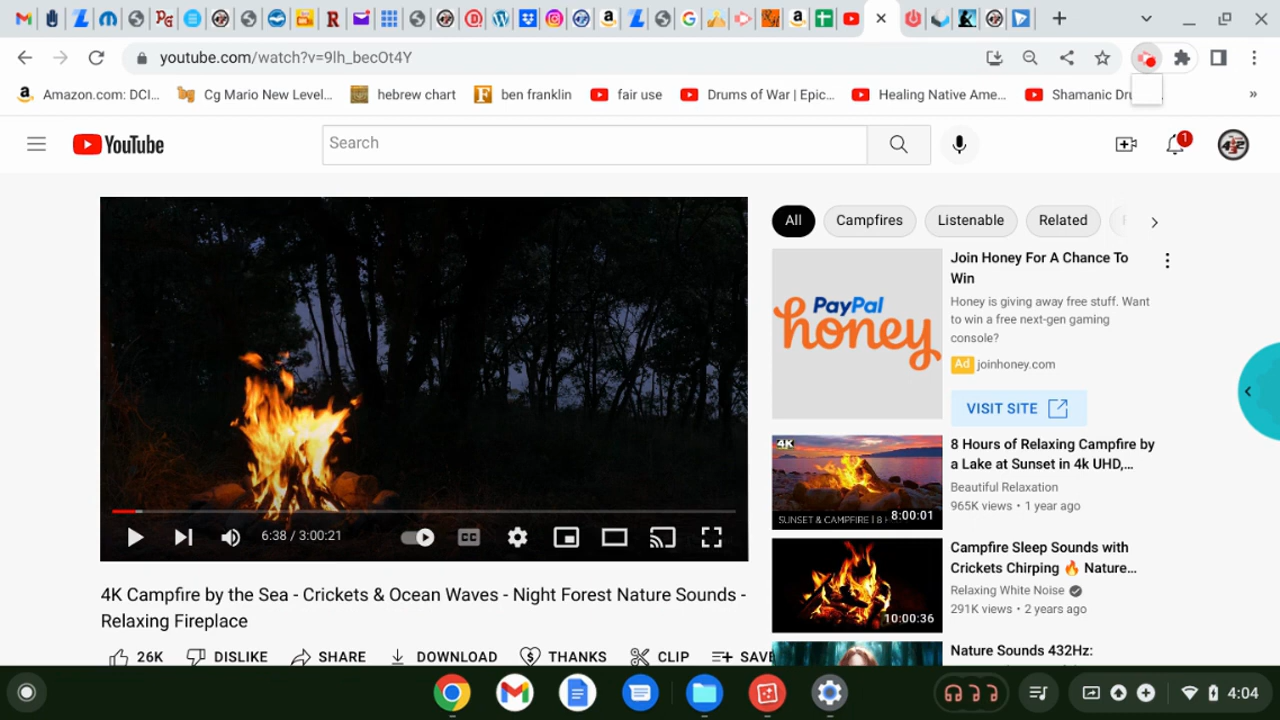 youtube.com/watch?v=9lh_becOt4Y
Amazon.com: DCI...
Cg Mario New Level...
hebrew chart
ben franklin
fair use
Drums of War | Epic...
Healing Native Ame...
Shamanic Dru
YouTube
Search
1
All
Campfires
Listenable
Related
Join Honey For A Chance To
Win
Honey is giving away free stuff. Want
to win a free next-gen gaming
console?
Ad joinhoney.com
VISIT SITE
PayPal
honey
4K
SUNSET & CAMPFIRE | 8 H
8:00:01
8 Hours of Relaxing Campfire by
a Lake at Sunset in 4k UHD,...
Beautiful Relaxation
965K views • 1 year ago
10:00:36
Campfire Sleep Sounds with
Crickets Chirping 🔥 Nature...
Relaxing White Noise
291K views • 2 years ago
Nature Sounds 432Hz:
6:38 / 3:00:21
CC
4K Campfire by the Sea - Crickets & Ocean Waves - Night Forest Nature Sounds -
Relaxing Fireplace
26K
DISLIKE
SHARE
DOWNLOAD
THANKS
CLIP
SAVE
4:04